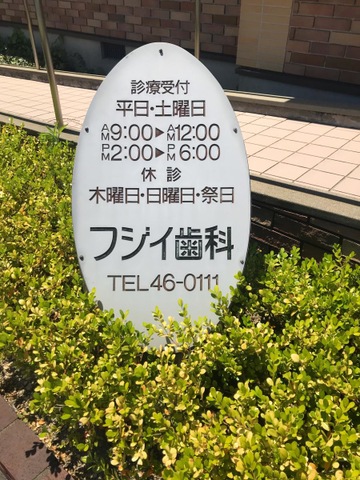 診療受付
平日・土曜日
AM9:00▶AM12:00
PM2:00▶PM6:00
休診
木曜日・日曜日・祭日
フジイ歯科
TEL46-0111